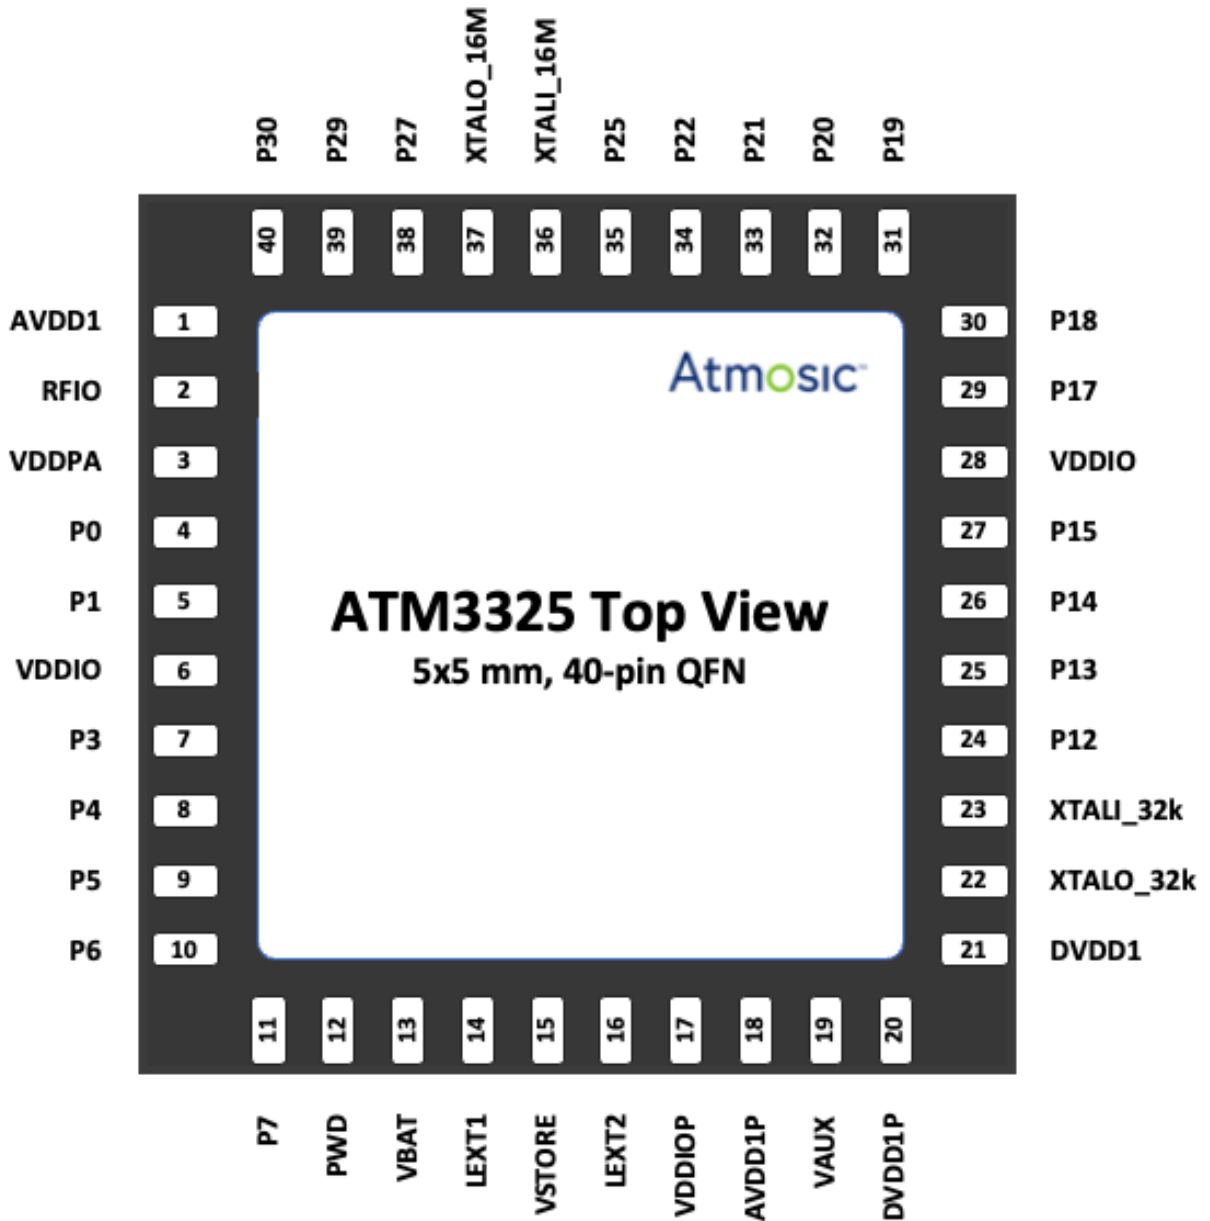 P30 P29 P27 XTALO_16M XTALI_16M P25 P22 P21 P20 P19
40 39 38 37 36 35 34 33 32 31
AVDD1 1 30 P18
RFIO 2 29 P17
VDDPA 3 28 VDDIO
P0 4 27 P15
P1 5 26 P14
VDDIO 6 25 P13
P3 7 24 P12
P4 8 23 XTALI_32k
P5 9 22 XTALO_32k
P6 10 21 DVDD1
Atmosic™
ATM3325 Top View
5x5 mm, 40-pin QFN
11 12 13 14 15 16 17 18 19 20
P7 PWD VBAT LEXT1 VSTORE LEXT2 VDDIOP AVDD1P VAUX DVDD1P